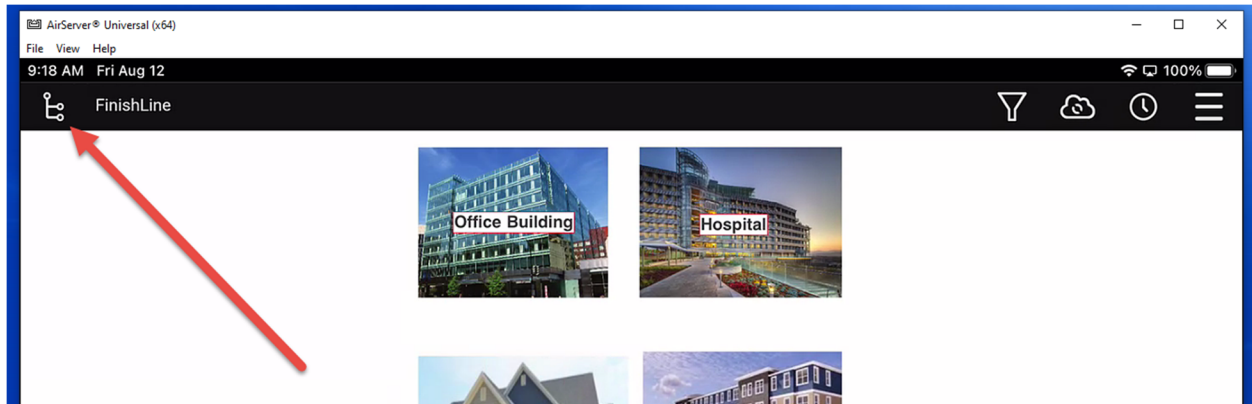 AirServer® Universal (x64)
File View Help
9:18 AM Fri Aug 12 100%
FinishLine
Office Building Hospital